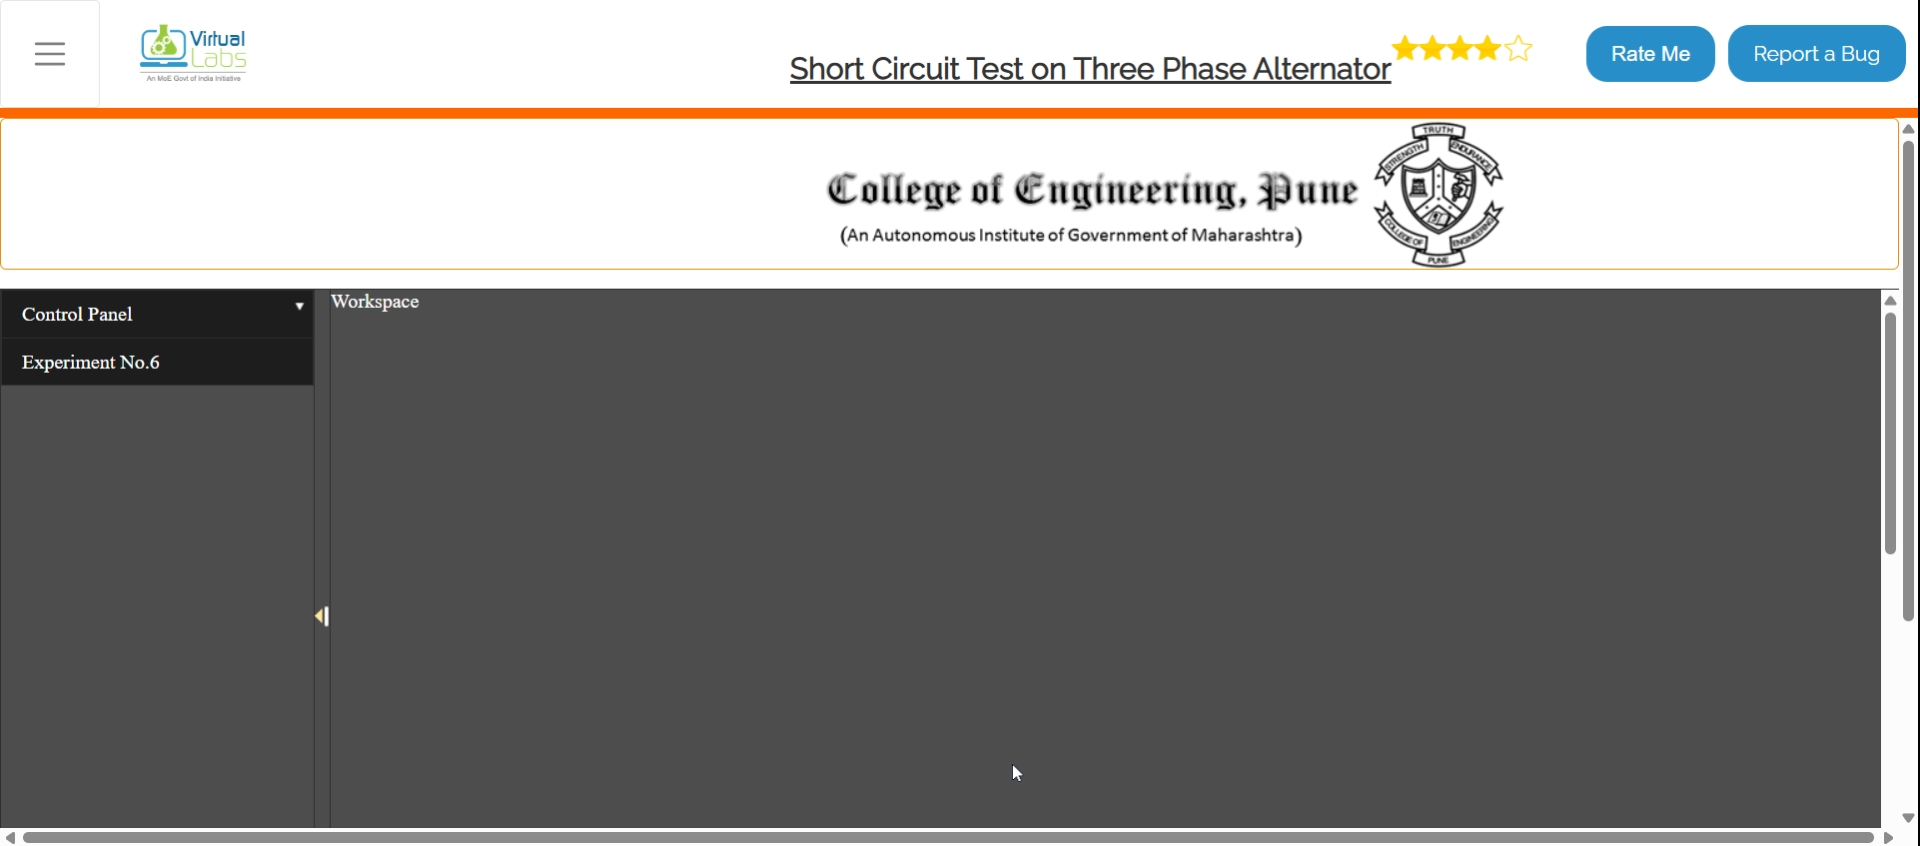 Virtual
Labs
An MoE Govt of India Initiative
Short Circuit Test on Three Phase Alternator
Rate Me
Report a Bug
College of Engineering, Pune
(An Autonomous Institute of Government of Maharashtra)
TRUTH
STRENGTH
ENDURANCE
COLLEGE OF
ENGINEERING
PUNE
Control Panel
Workspace
Experiment No.6